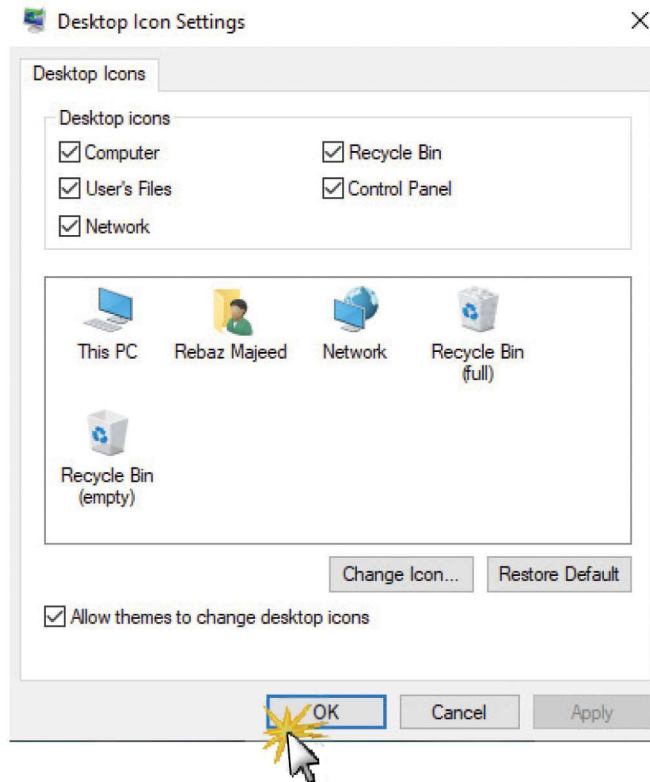 Desktop Icon Settings
Desktop Icons
Desktop icons
Computer
Recycle Bin
User's Files
Control Panel
Network
This PC
Rebaz Majeed
Network
Recycle Bin
(full)
Recycle Bin
(empty)
Change Icon...
Restore Default
Allow themes to change desktop icons
OK
Cancel
Apply